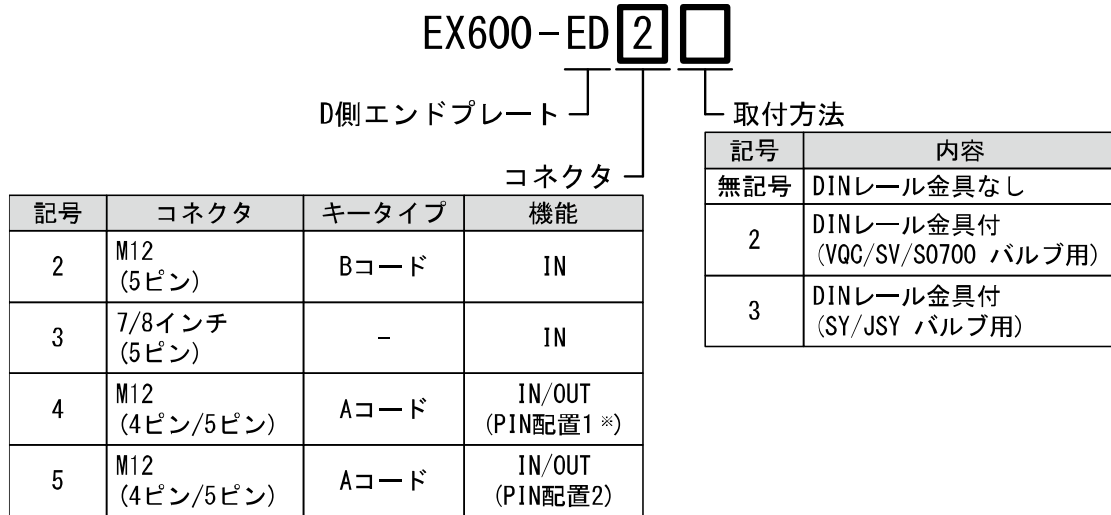 EX600-ED 2
D側エンドプレート
取付方法
記号 内容
無記号 DINレール金具なし
2 DINレール金具付
(VQC/SV/S0700 バルブ用)
3 DINレール金具付
(SY/JSY バルブ用)
コネクタ
記号 コネクタ キータイプ 機能
2 M12
(5ピン) Bコード IN
3 7/8インチ
(5ピン) − IN
4 M12
(4ピン/5ピン) Aコード IN/OUT
(PIN配置1 ※)
5 M12
(4ピン/5ピン) Aコード IN/OUT
(PIN配置2)